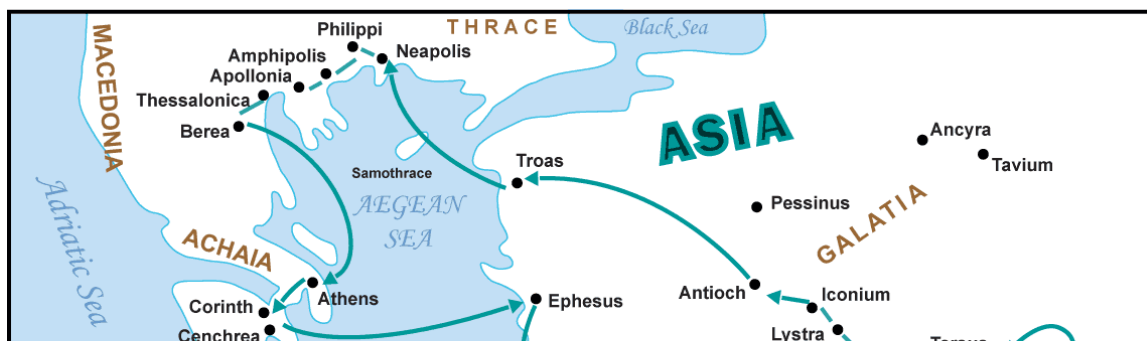 THRACE
Black Sea
Philippi
Neapolis
Amphipolis
Apollonia
MACEDONIA
Thessalonica
Berea
ASIA
Ancyra
Tavium
Troas
Samothrace
AEGEAN
SEA
Pessinus
GALATIA
Adriatic Sea
ACHAIA
Athens
Antioch
Iconium
Corinth
Ephesus
Cenchrea
Lystra
Tarsus